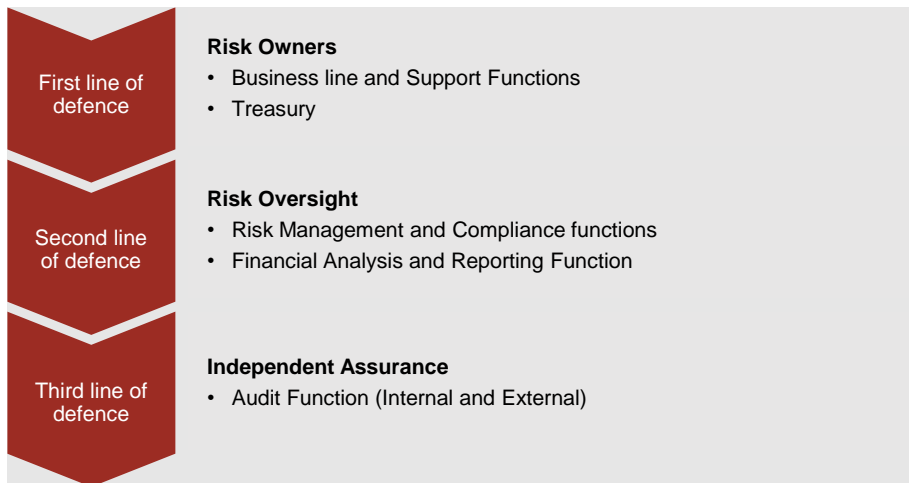 First line of
defence
Risk Owners
• Business line and Support Functions
• Treasury
Second line
of defence
Risk Oversight
• Risk Management and Compliance functions
• Financial Analysis and Reporting Function
Third line of
defence
Independent Assurance
• Audit Function (Internal and External)